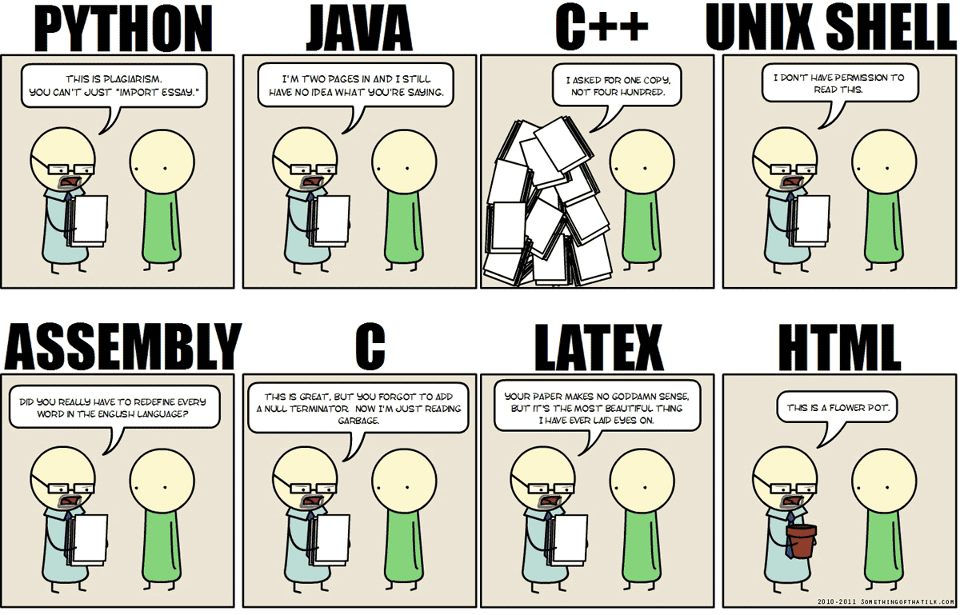 PYTHON
THIS IS PLAGIARISM.
YOU CAN'T JUST "IMPORT ESSAY."
JAVA
I'M TWO PAGES IN AND I STILL
HAVE NO IDEA WHAT YOU'RE SAYING.
C++
I ASKED FOR ONE COPY,
NOT FOUR HUNDRED.
UNIX SHELL
I DON'T HAVE PERMISSION TO
READ THIS.
ASSEMBLY
DID YOU REALLY HAVE TO REDEFINE EVERY
WORD IN THE ENGLISH LANGUAGE?
C
THIS IS GREAT, BUT YOU FORGOT TO ADD
A NULL TERMINATOR. NOW I'M JUST READING
GARBAGE.
LATEX
YOUR PAPER MAKES NO GODDAMN SENSE,
BUT IT'S THE MOST BEAUTIFUL THING
I HAVE EVER LAID EYES ON.
HTML
THIS IS A FLOWER POT.
2010-2011 SOMETHINGOFTHATILK.COM